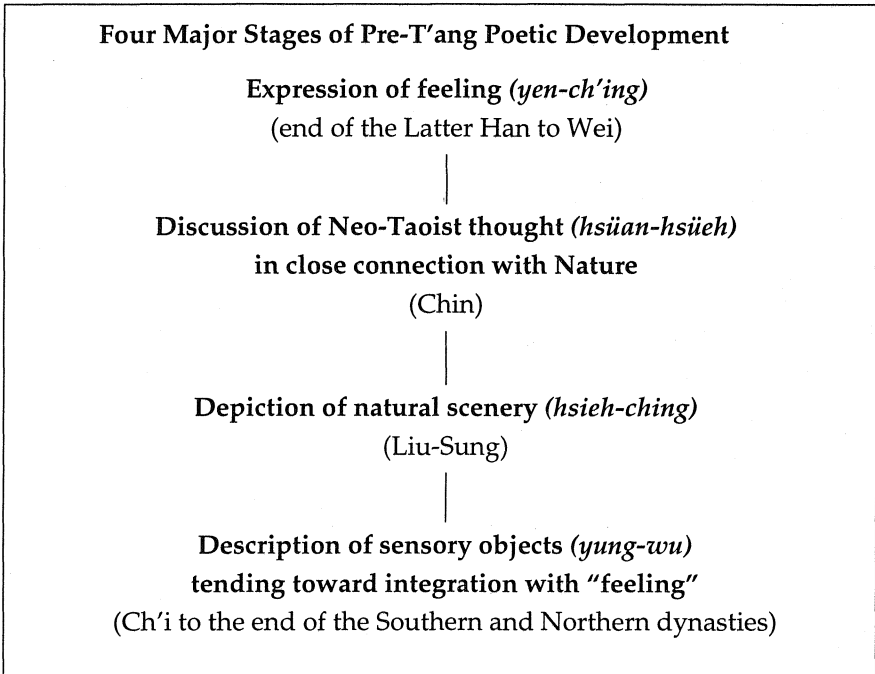 Four Major Stages of Pre-T'ang Poetic Development
Expression of feeling (yen-ch'ing)
(end of the Latter Han to Wei)
Discussion of Neo-Taoist thought (hsüan-hsüeh)
in close connection with Nature
(Chin)
Depiction of natural scenery (hsieh-ching)
(Liu-Sung)
Description of sensory objects (yung-wu)
tending toward integration with "feeling"
(Ch'i to the end of the Southern and Northern dynasties)